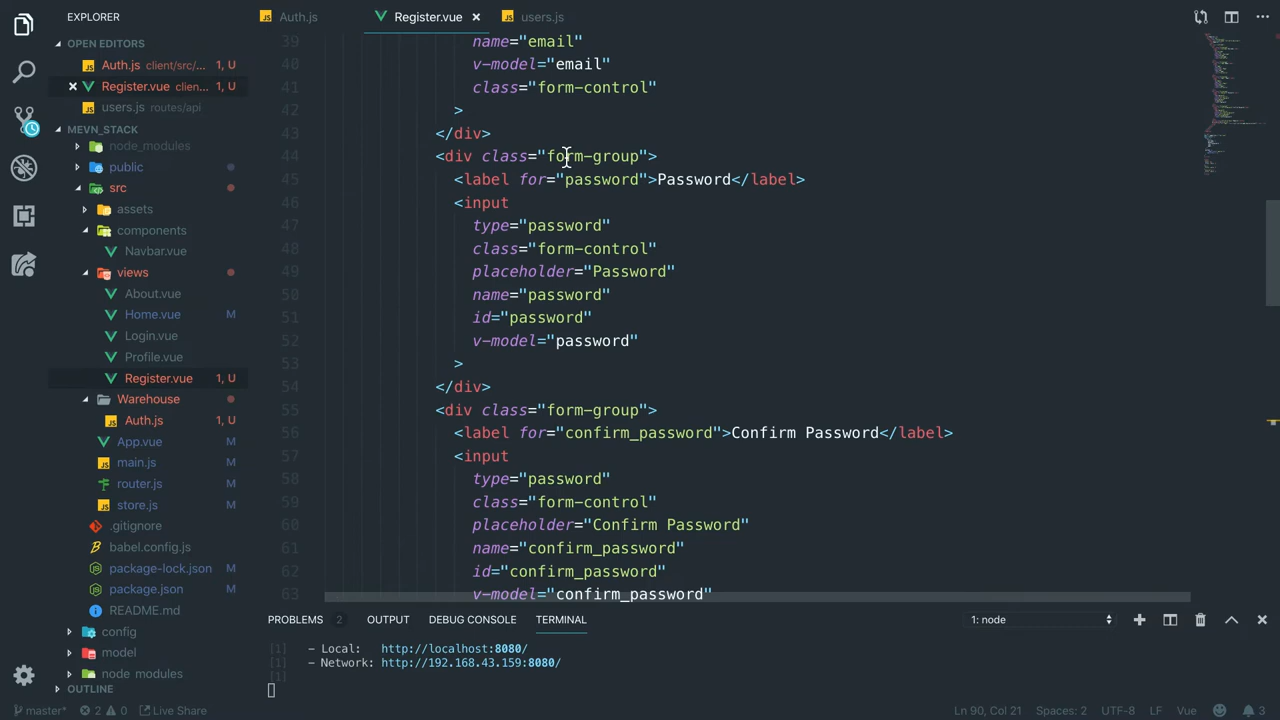 EXPLORER
Auth.js
Register.vue ×
users.js
OPEN EDITORS
Auth.js client/src/... 1, U
× Register.vue clien... 1, U
users.js routes/api
MEVN_STACK
node_modules
public
src
assets
components
Navbar.vue
views
About.vue
Home.vue M
Login.vue
Profile.vue
Register.vue 1, U
Warehouse
Auth.js 1, U
App.vue M
main.js M
router.js M
store.js M
.gitignore
babel.config.js
package-lock.json M
package.json M
README.md
config
model
node_modules
OUTLINE
39 name="email"
40 v-model="email"
41 class="form-control"
42 >
43 </div>
44 <div class="form-group">
45 <label for="password">Password</label>
46 <input
47 type="password"
48 class="form-control"
49 placeholder="Password"
50 name="password"
51 id="password"
52 v-model="password"
53 >
54 </div>
55 <div class="form-group">
56 <label for="confirm_password">Confirm Password</label>
57 <input
58 type="password"
59 class="form-control"
60 placeholder="Confirm Password"
61 name="confirm_password"
62 id="confirm_password"
63 v-model="confirm_password"
PROBLEMS 2 OUTPUT DEBUG CONSOLE TERMINAL 1: node
[1] - Local: http://localhost:8080/
[1] - Network: http://192.168.43.159:8080/
[1]
master* 2 0 Live Share Ln 90, Col 21 Spaces: 2 UTF-8 LF Vue 3